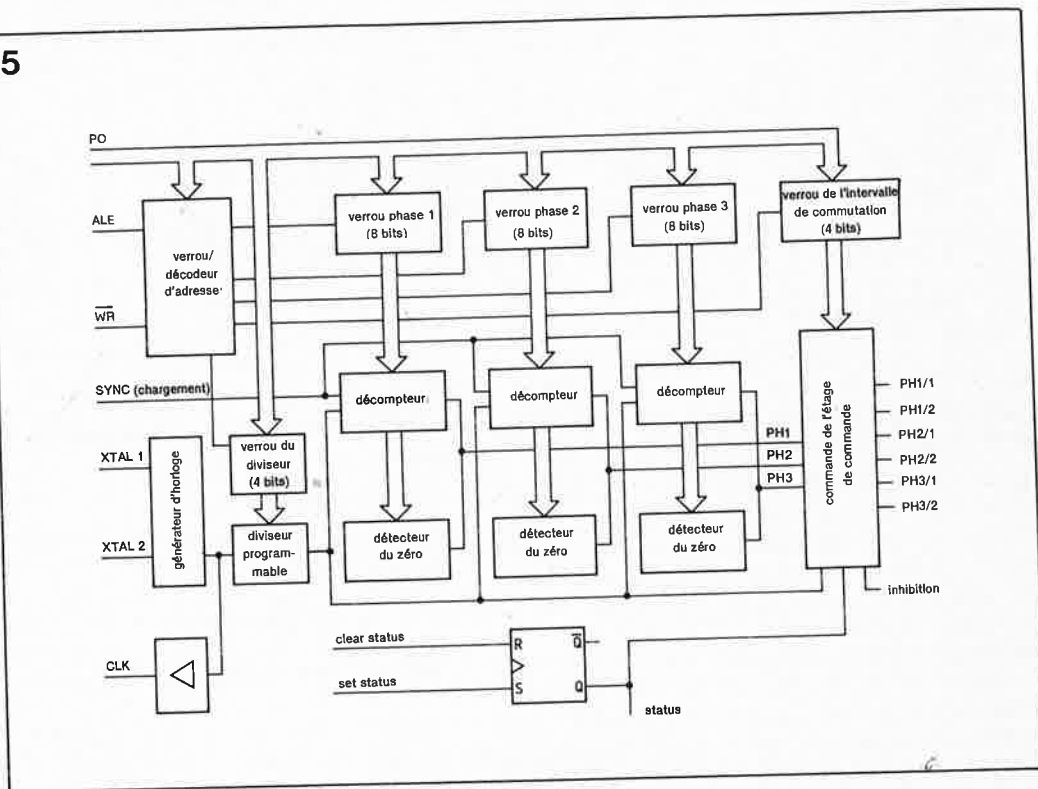 5
PO
ALE
WR
verrou/
décodeur
d'adresse
verrou phase 1
(8 bits)
verrou phase 2
(8 bits)
verrou phase 3
(8 bits)
verrou de l'intervalle
de commutation
(4 bits)
SYNC (chargement)
décompteur
décompteur
décompteur
XTAL 1
XTAL 2
générateur d'horloge
verrou du
diviseur
(4 bits)
diviseur
program-
mable
détecteur
du zéro
détecteur
du zéro
détecteur
du zéro
PH1
PH2
PH3
commande de l'étage
de commande
PH1/1
PH1/2
PH2/1
PH2/2
PH3/1
PH3/2
inhibition
CLK
clear status
set status
R
S
Q
Q
status